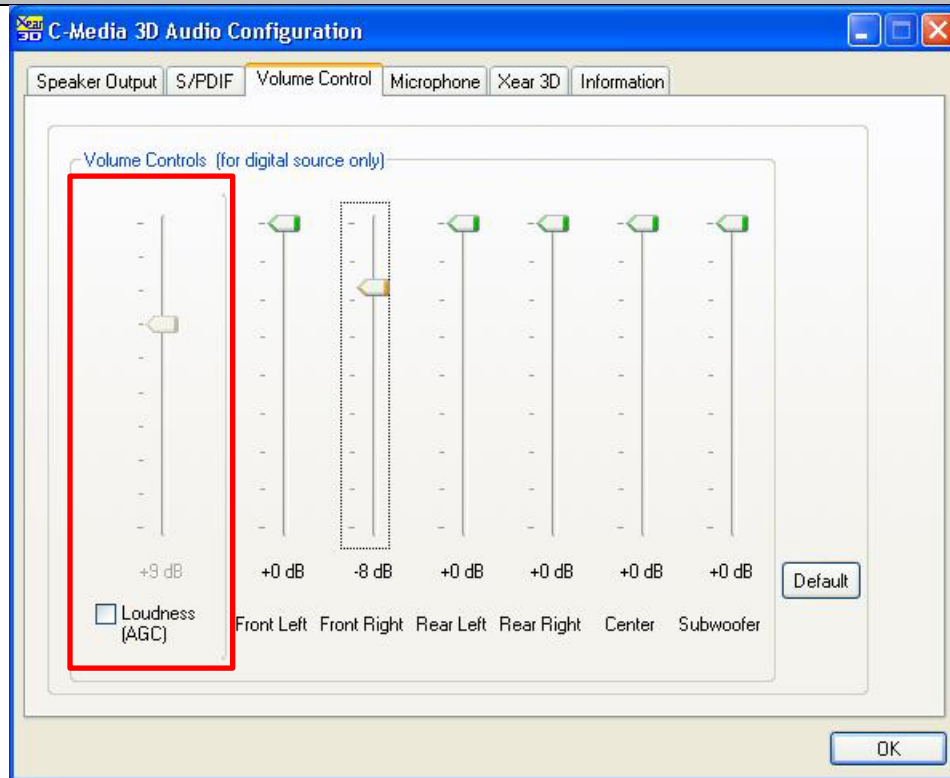 Xear 3D C-Media 3D Audio Configuration
Speaker Output S/PDIF Volume Control Microphone Xear 3D Information
Volume Controls (for digital source only)
+9 dB +0 dB -8 dB +0 dB +0 dB +0 dB +0 dB
Default
Loudness
(AGC)
Front Left Front Right Rear Left Rear Right Center Subwoofer
OK